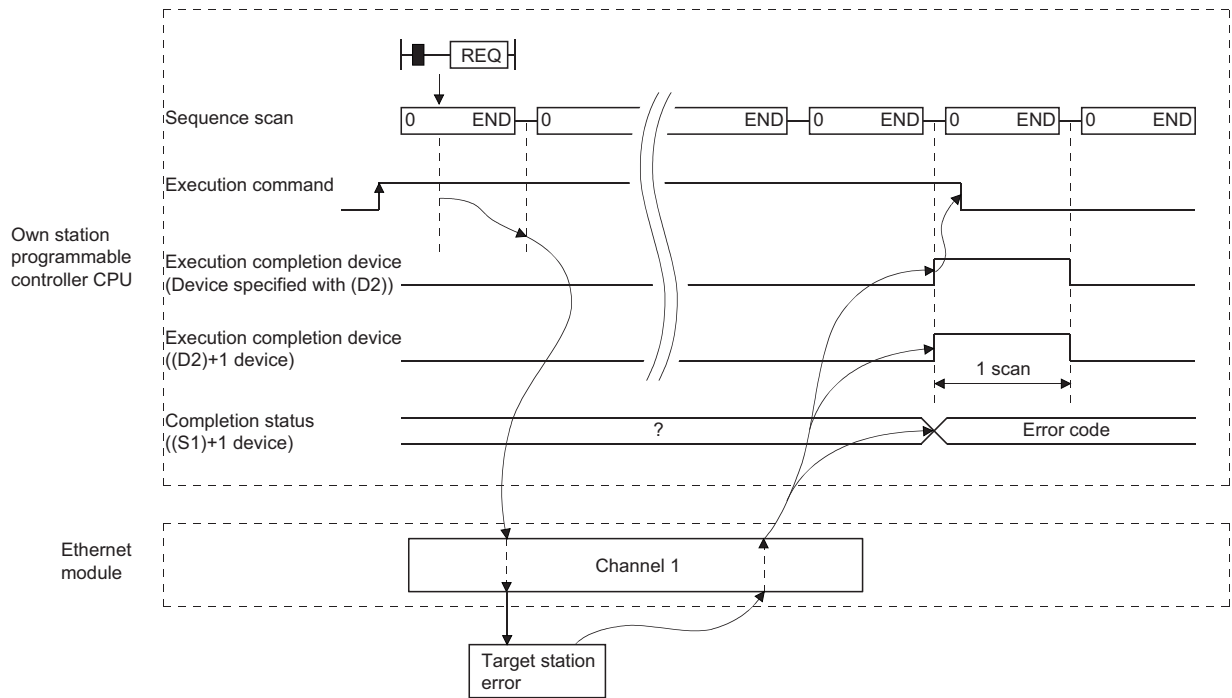 REQ
Sequence scan
0 END 0 END 0 END 0 END 0 END
Execution command
Own station
programmable
controller CPU
Execution completion device
(Device specified with (D2))
Execution completion device
((D2)+1 device)
1 scan
Completion status
((S1)+1 device)
?
Error code
Ethernet
module
Channel 1
Target station
error